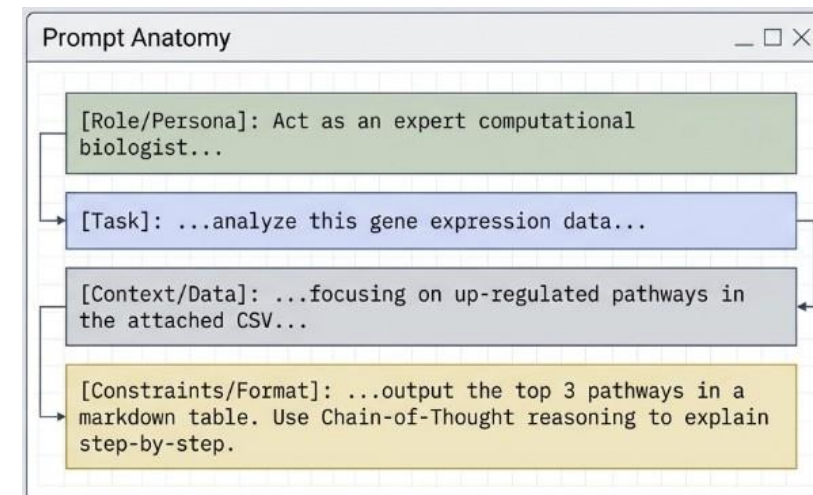 Prompt Anatomy
[Role/Persona]: Act as an expert computational
biologist...
[Task]: ...analyze this gene expression data...
[Context/Data]: ...focusing on up-regulated pathways in
the attached CSV...
[Constraints/Format]: ...output the top 3 pathways in a
markdown table. Use Chain-of-Thought reasoning to explain
step-by-step.